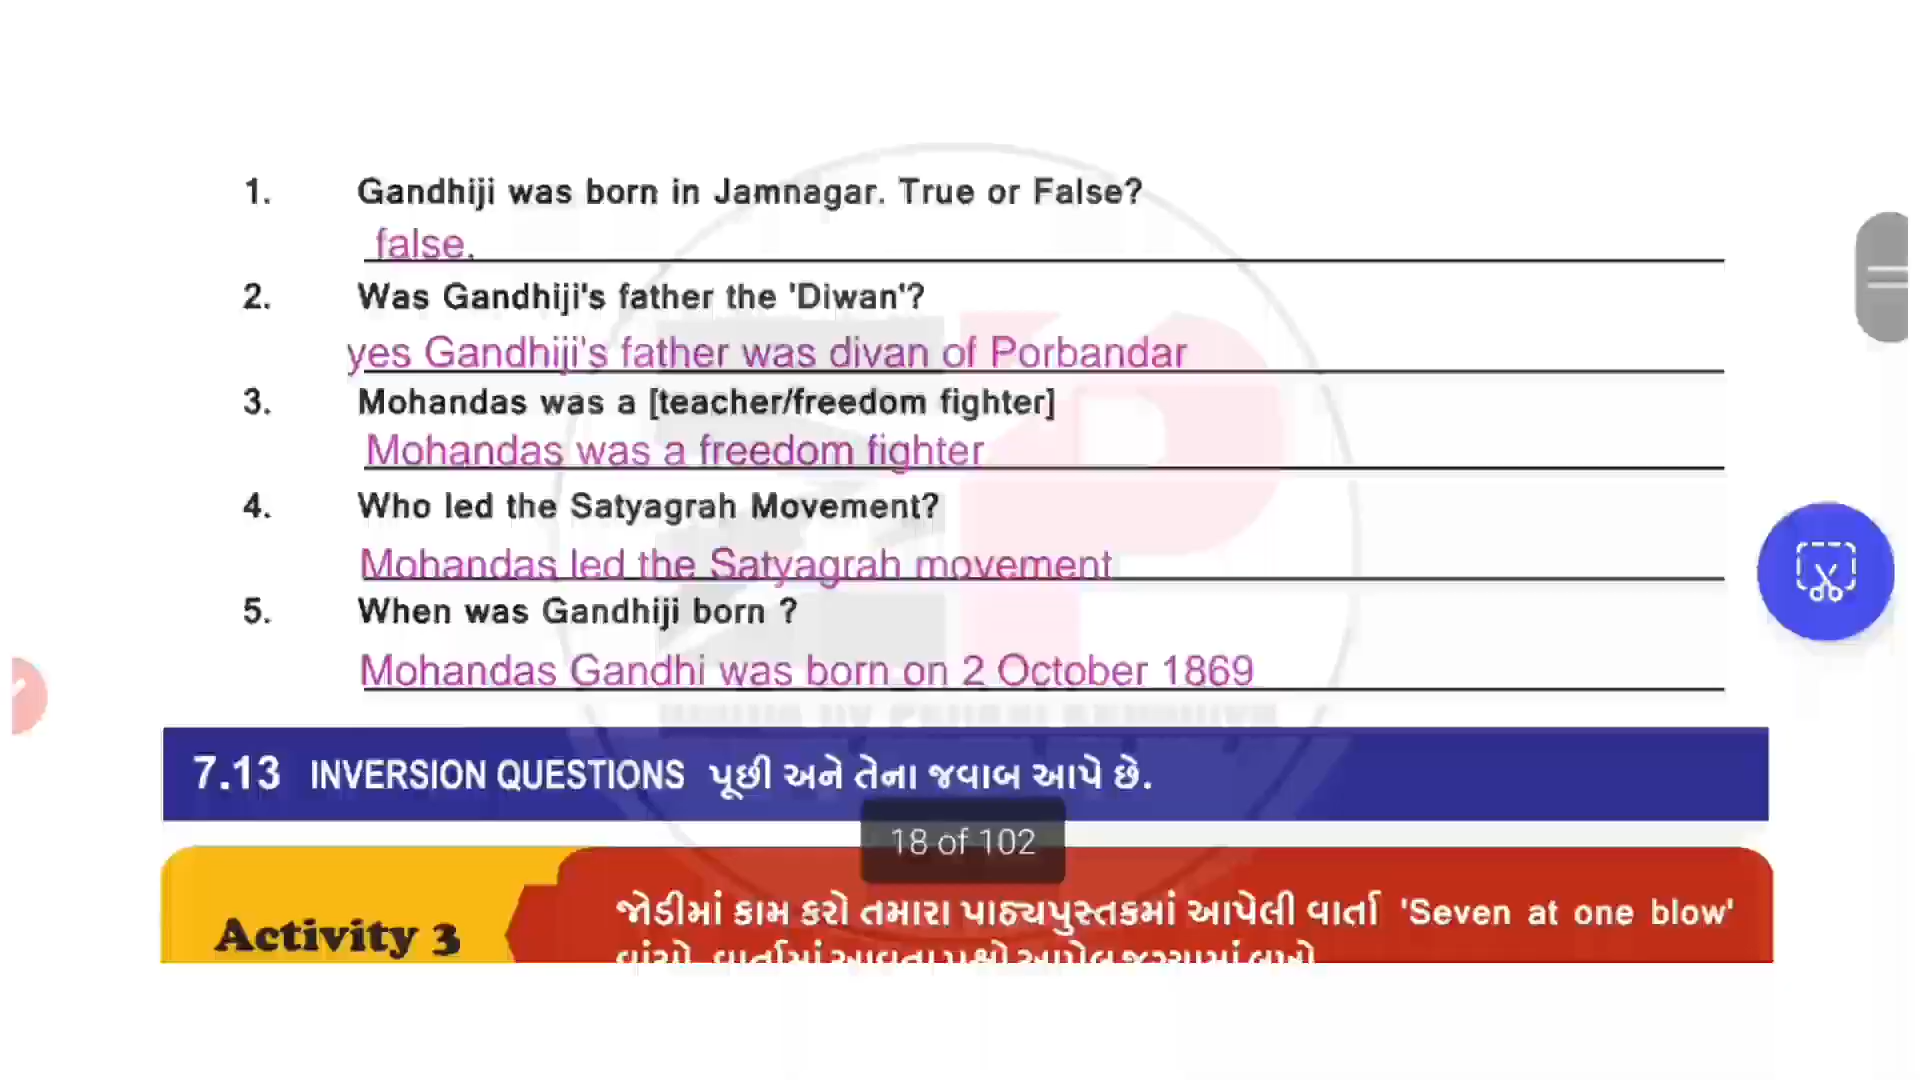 1. Gandhiji was born in Jamnagar. True or False?
false.
2. Was Gandhiji's father the 'Diwan'?
yes Gandhiji's father was divan of Porbandar
3. Mohandas was a [teacher/freedom fighter]
Mohandas was a freedom fighter
4. Who led the Satyagrah Movement?
Mohandas led the Satyagrah movement
5. When was Gandhiji born ?
Mohandas Gandhi was born on 2 October 1869
7.13 INVERSION QUESTIONS પૂછી અને તેના જવાબ આપે છે.
18 of 102
Activity 3
જોડીમાં કામ કરો તમારા પાઠ્યપુસ્તકમાં આપેલી વાર્તા 'Seven at one blow'